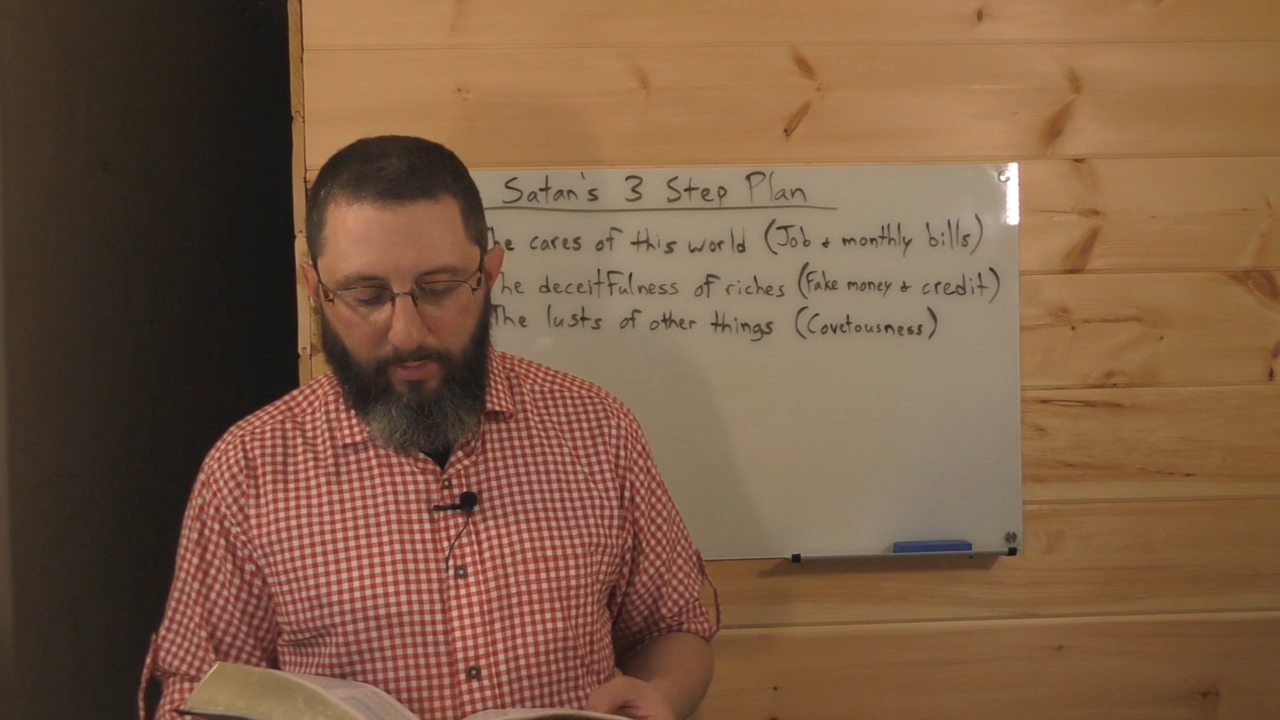 Satan's 3 Step Plan
he cares of this world (Job & monthly bills)
he deceitfulness of riches (Fake money & credit)
The lusts of other things (Covetousness)